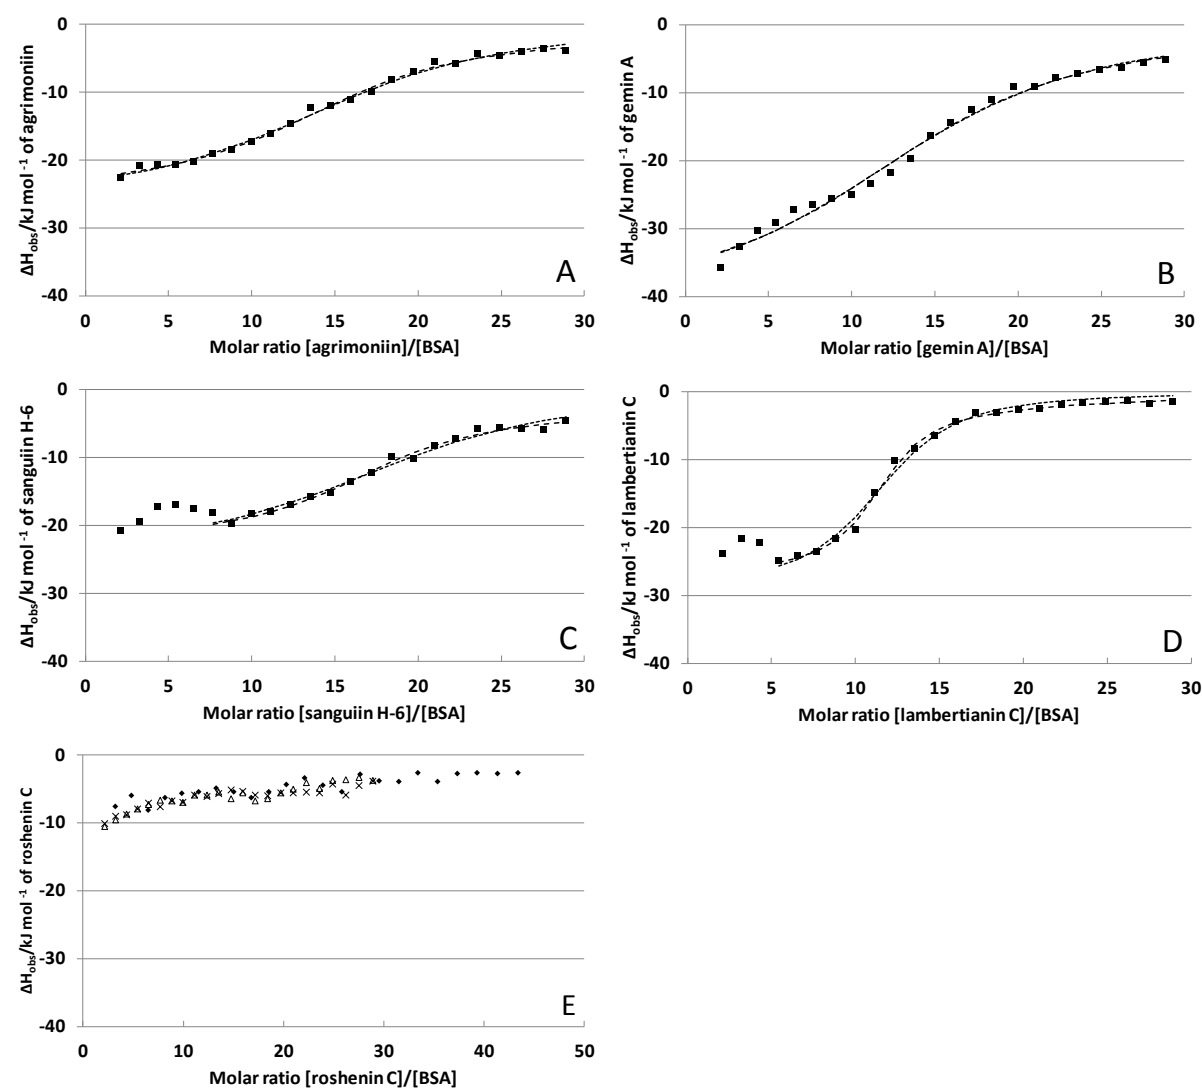 ΔHobs/kJ mol -1 of agrimoniin
0
-10
-20
-30
-40
0 5 10 15 20 25 30
Molar ratio [agrimoniin]/[BSA]
A
ΔHobs/kJ mol -1 of gemin A
0
-10
-20
-30
-40
0 5 10 15 20 25 30
Molar ratio [gemin A]/[BSA]
B
ΔHobs/kJ mol -1 of sanguiin H-6
0
-10
-20
-30
-40
0 5 10 15 20 25 30
Molar ratio [sanguiin H-6]/[BSA]
C
ΔHobs/kJ mol -1 of lambertianin C
0
-10
-20
-30
-40
0 5 10 15 20 25 30
Molar ratio [lambertianin C]/[BSA]
D
ΔHobs/kJ mol -1 of roshenin C
0
-10
-20
-30
-40
0 10 20 30 40 50
Molar ratio [roshenin C]/[BSA]
E